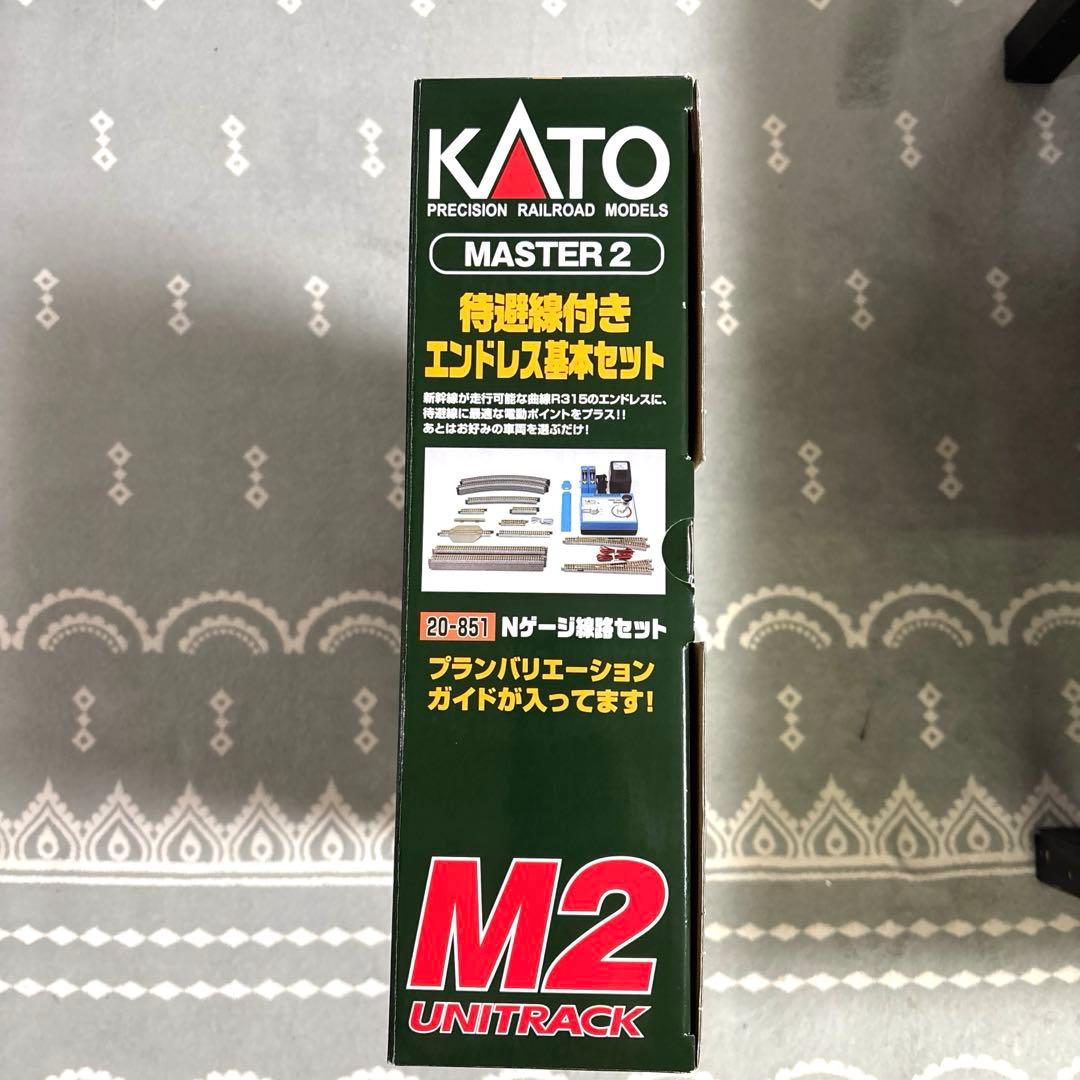 KATO
PRECISION RAILROAD MODELS
MASTER 2
待避線付き
エンドレス基本セット
新幹線が走行可能な曲線R315のエンドレスに、
待避線に最適な電動ポイントをプラス!!
あとはお好みの車両を選ぶだけ!
20-851 Nゲージ線路セット
プランバリエーション
ガイドが入ってます!
M2
UNITRACK